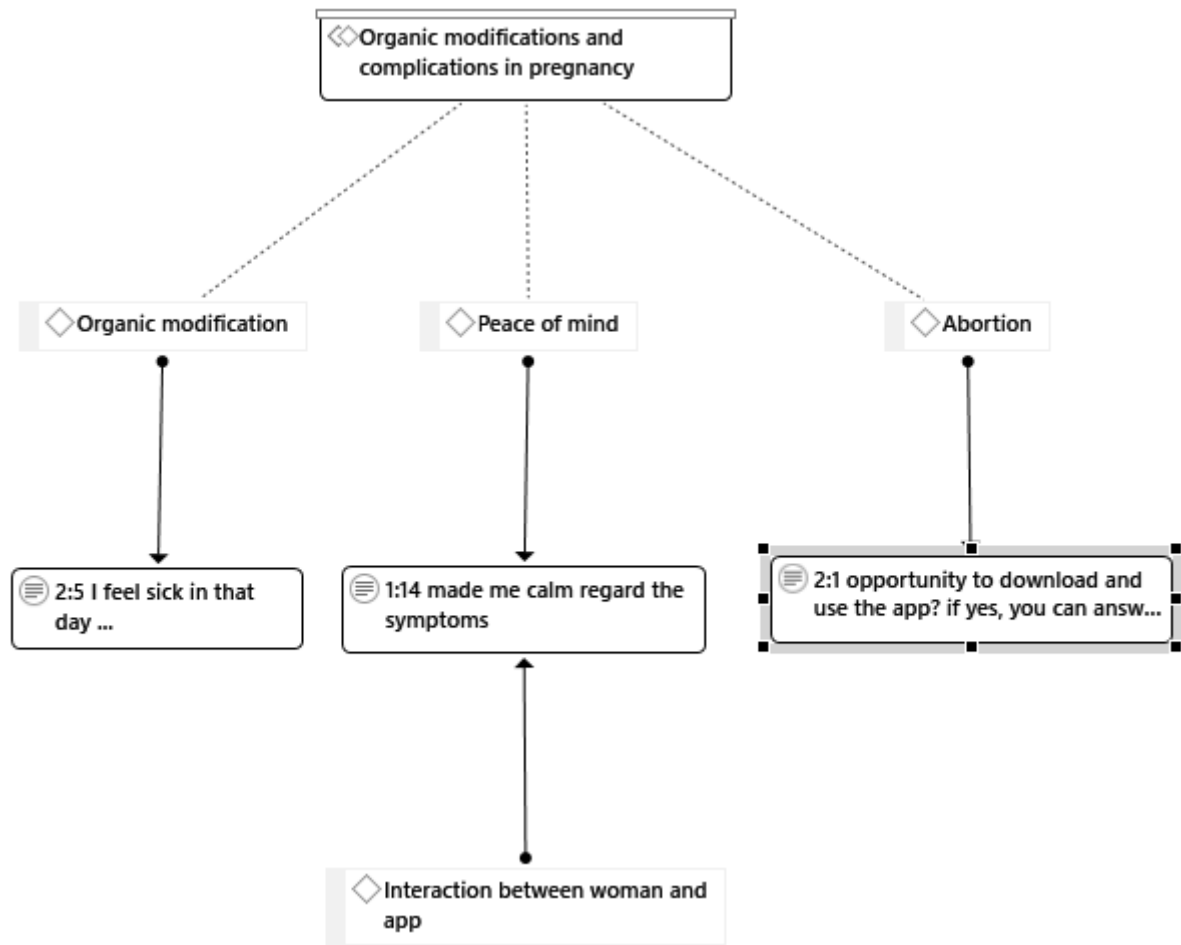 Organic modifications and
complications in pregnancy
Organic modification
Peace of mind
Abortion
2:5 I feel sick in that
day ...
1:14 made me calm regard the
symptoms
2:1 opportunity to download and
use the app? if yes, you can answ...
Interaction between woman and
app